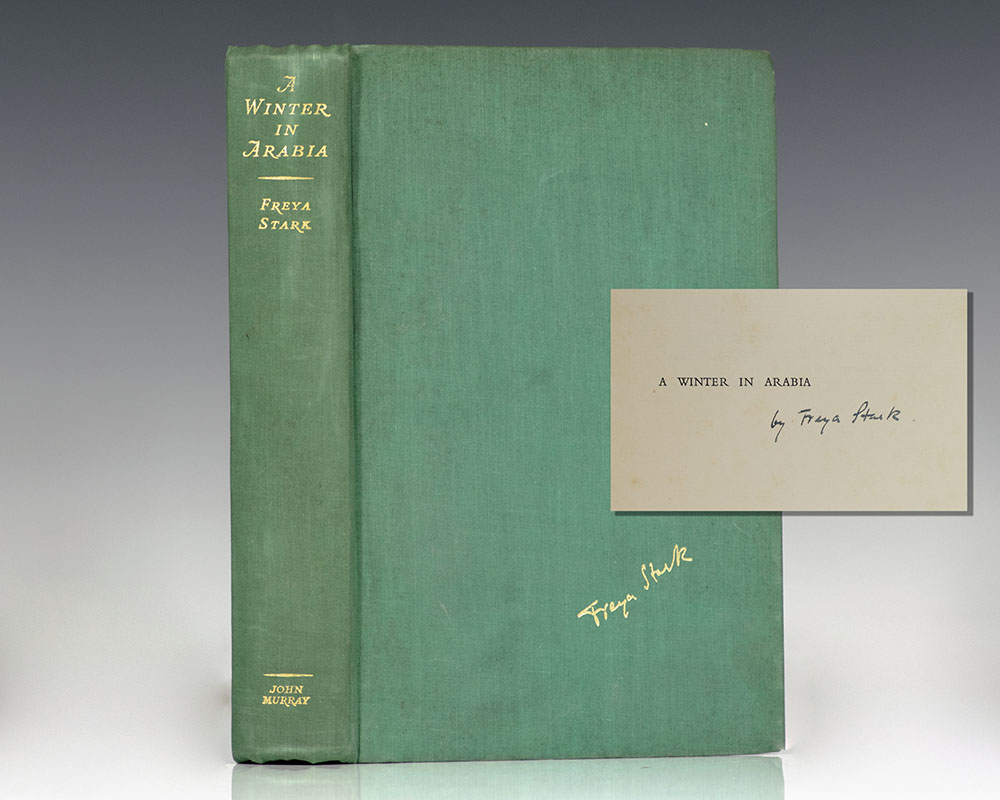 A
WINTER
IN
ARABIA
FREYA
STARK
JOHN
MURRAY
Freya Stark
A WINTER IN ARABIA
by Freya Stark.